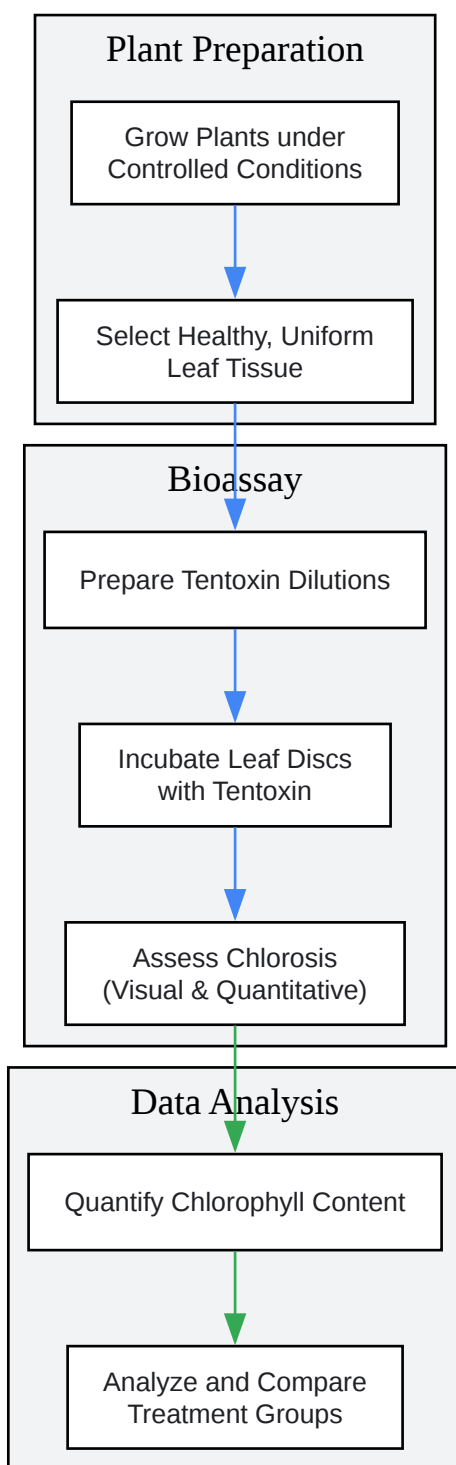 Plant Preparation
Grow Plants under
Controlled Conditions
Select Healthy, Uniform
Leaf Tissue
Bioassay
Prepare Tentoxin Dilutions
Incubate Leaf Discs
with Tentoxin
Assess Chlorosis
(Visual & Quantitative)
Data Analysis
Quantify Chlorophyll Content
Analyze and Compare
Treatment Groups